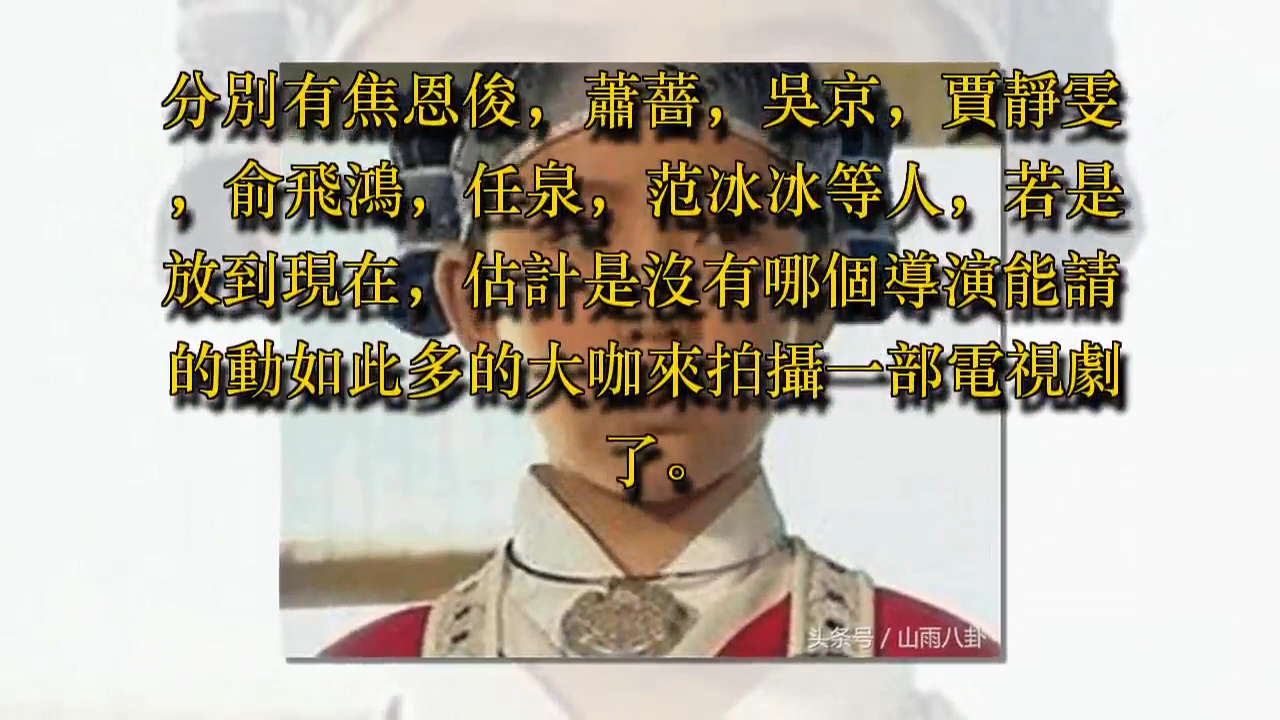 分別有焦恩俊，蕭薔，吳京，賈靜雯
，俞飛鴻，任泉，范冰冰等人，若是
放到現在，估計是沒有哪個導演能請
的動如此多的大咖來拍攝一部電視劇
了。
头条号 / 山雨八卦